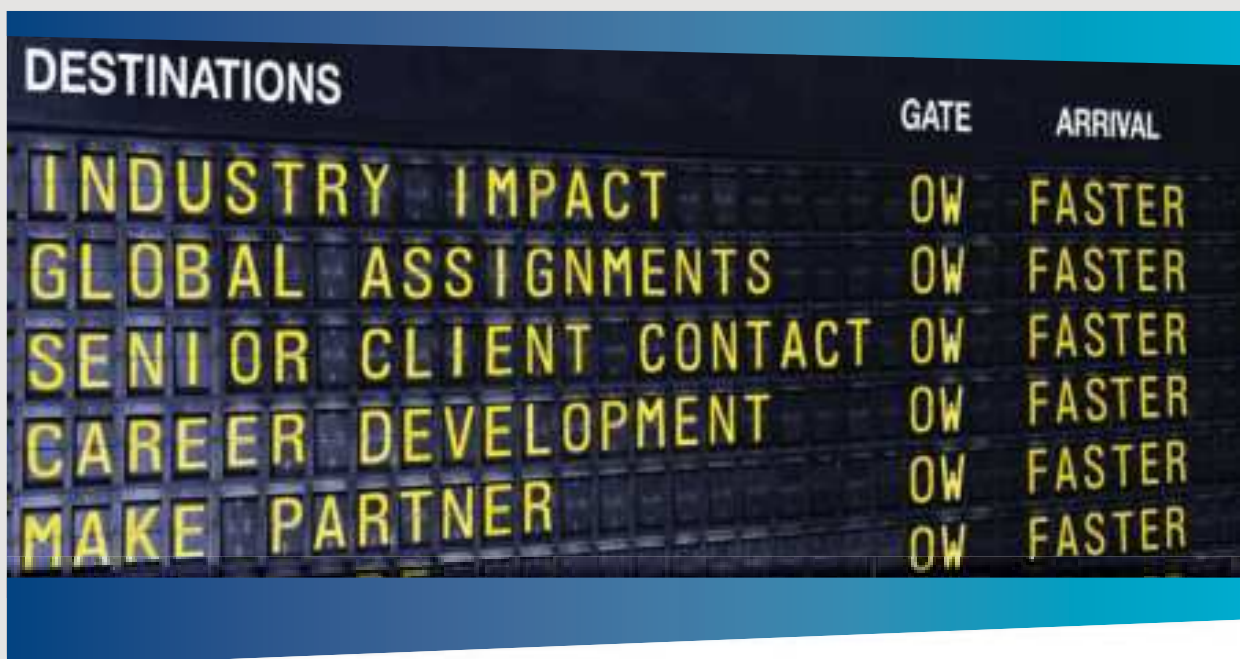 DESTINATIONS GATE ARRIVAL
INDUSTRY IMPACT OW FASTER
GLOBAL ASSIGNMENTS OW FASTER
SENIOR CLIENT CONTACT OW FASTER
CAREER DEVELOPMENT OW FASTER
MAKE PARTNER OW FASTER
OW FASTER